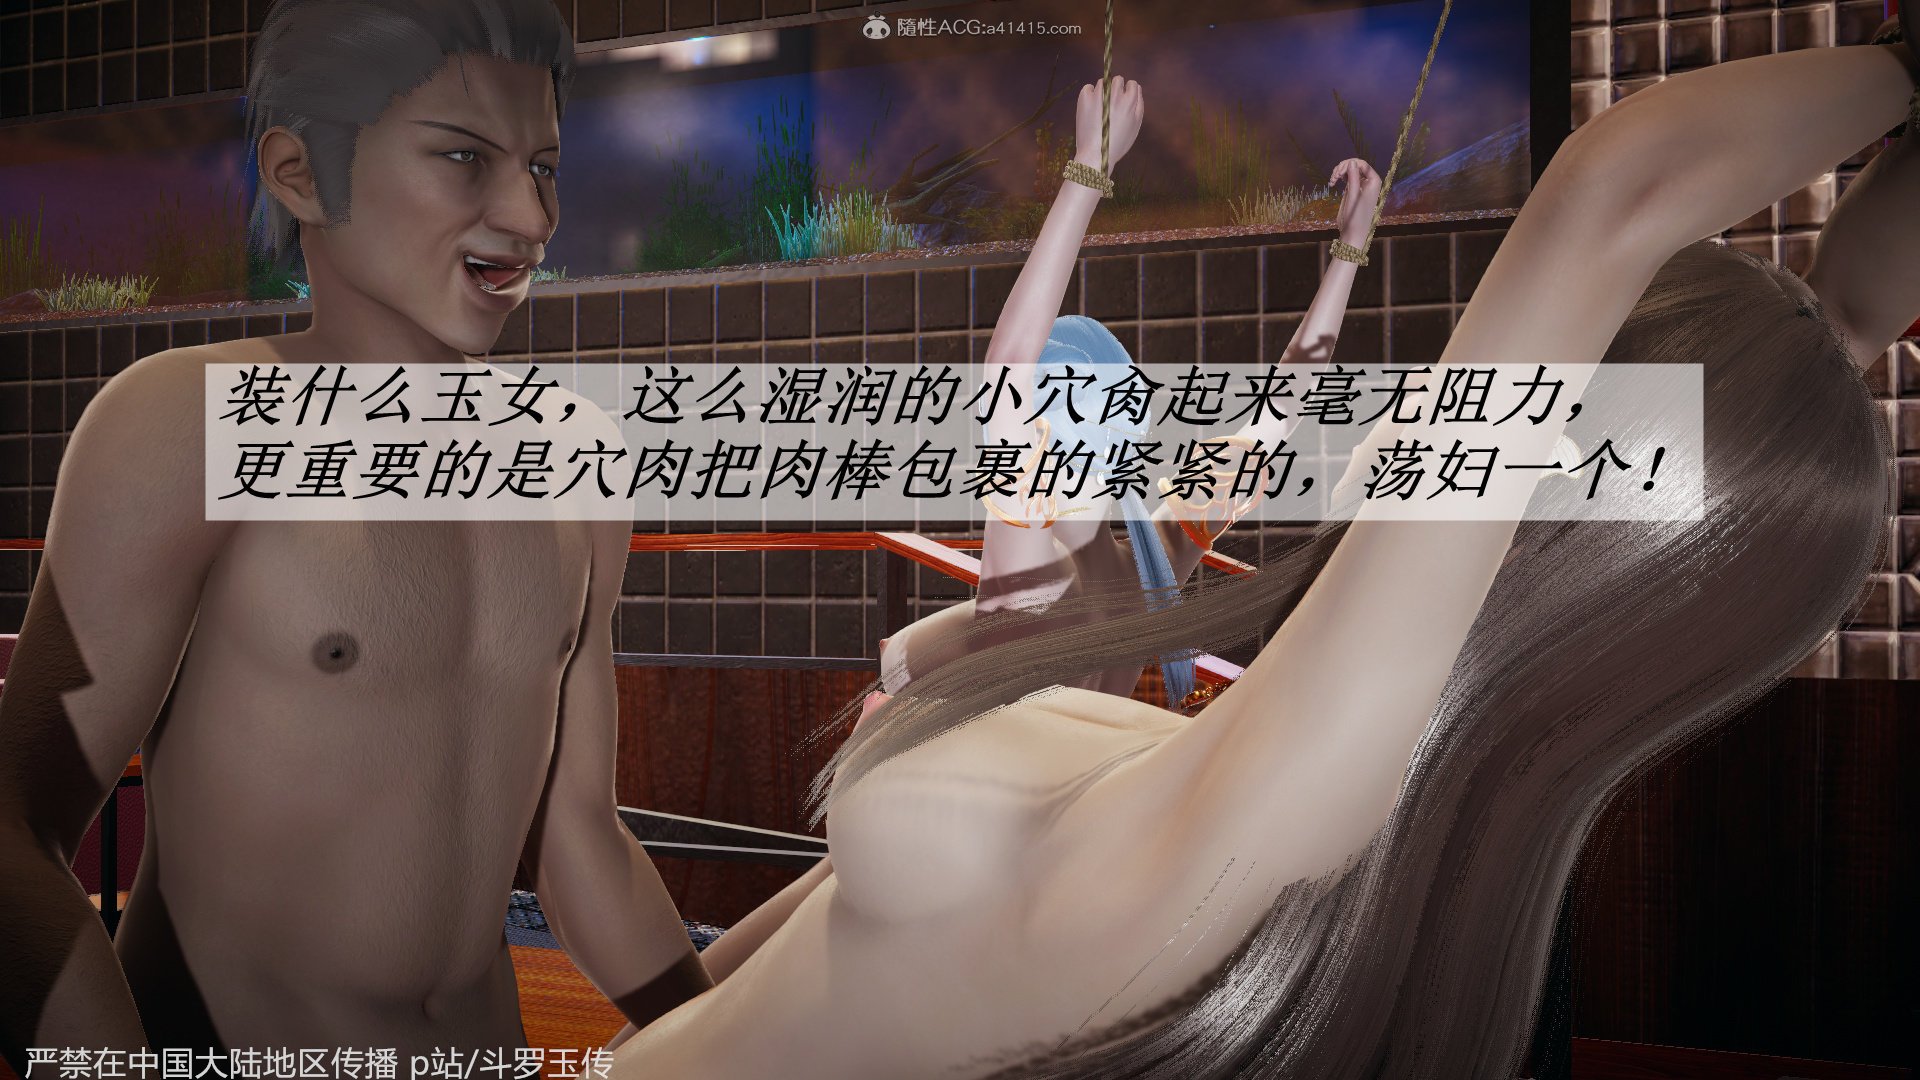 隨性ACG:a41415.com
装什么玉女，这么湿润的小穴肏起来毫无阻力，
更重要的是穴肉把肉棒包裹的紧紧的，荡妇一个！
严禁在中国大陆地区传播 p站/斗罗玉传